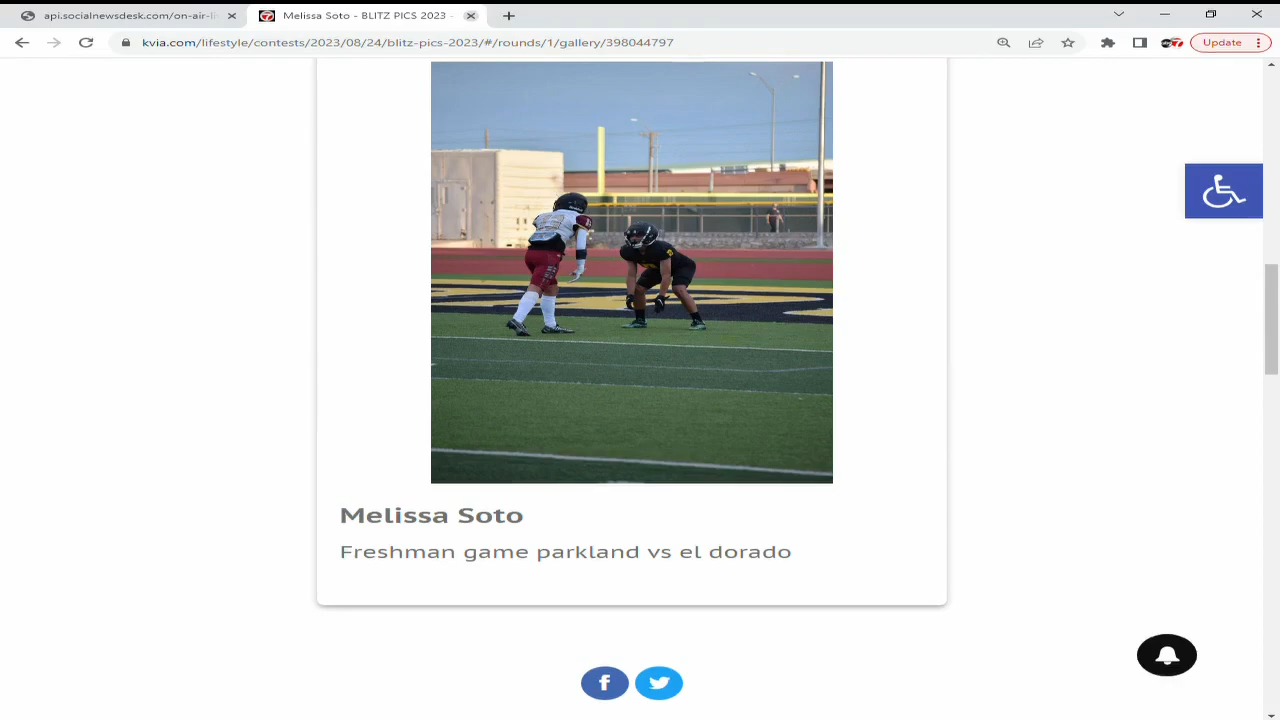 api.socialnewsdesk.com/on-air-li
Melissa Soto - BLITZ PICS 2023 -
kvia.com/lifestyle/contests/2023/08/24/blitz-pics-2023/#/rounds/1/gallery/398044797
Update
Melissa Soto
Freshman game parkland vs el dorado